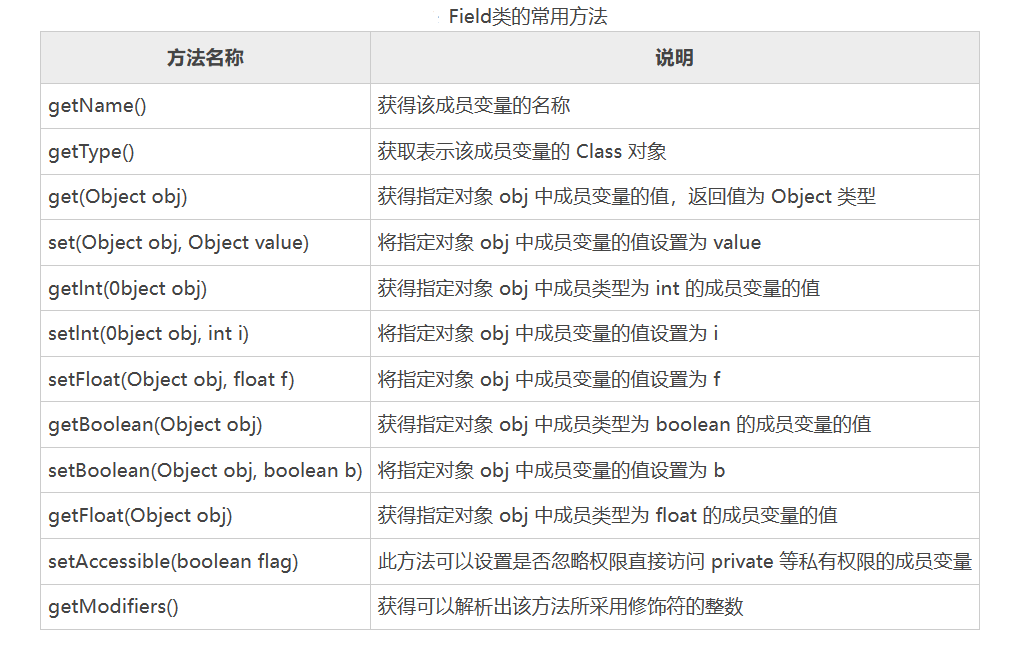 Field类的常用方法
方法名称 说明
getName() 获得该成员变量的名称
getType() 获取表示该成员变量的 Class 对象
get(Object obj) 获得指定对象 obj 中成员变量的值，返回值为 Object 类型
set(Object obj, Object value) 将指定对象 obj 中成员变量的值设置为 value
getlnt(0bject obj) 获得指定对象 obj 中成员类型为 int 的成员变量的值
setlnt(0bject obj, int i) 将指定对象 obj 中成员变量的值设置为 i
setFloat(Object obj, float f) 将指定对象 obj 中成员变量的值设置为 f
getBoolean(Object obj) 获得指定对象 obj 中成员类型为 boolean 的成员变量的值
setBoolean(Object obj, boolean b) 将指定对象 obj 中成员变量的值设置为 b
getFloat(Object obj) 获得指定对象 obj 中成员类型为 float 的成员变量的值
setAccessible(boolean flag) 此方法可以设置是否忽略权限直接访问 private 等私有权限的成员变量
getModifiers() 获得可以解析出该方法所采用修饰符的整数